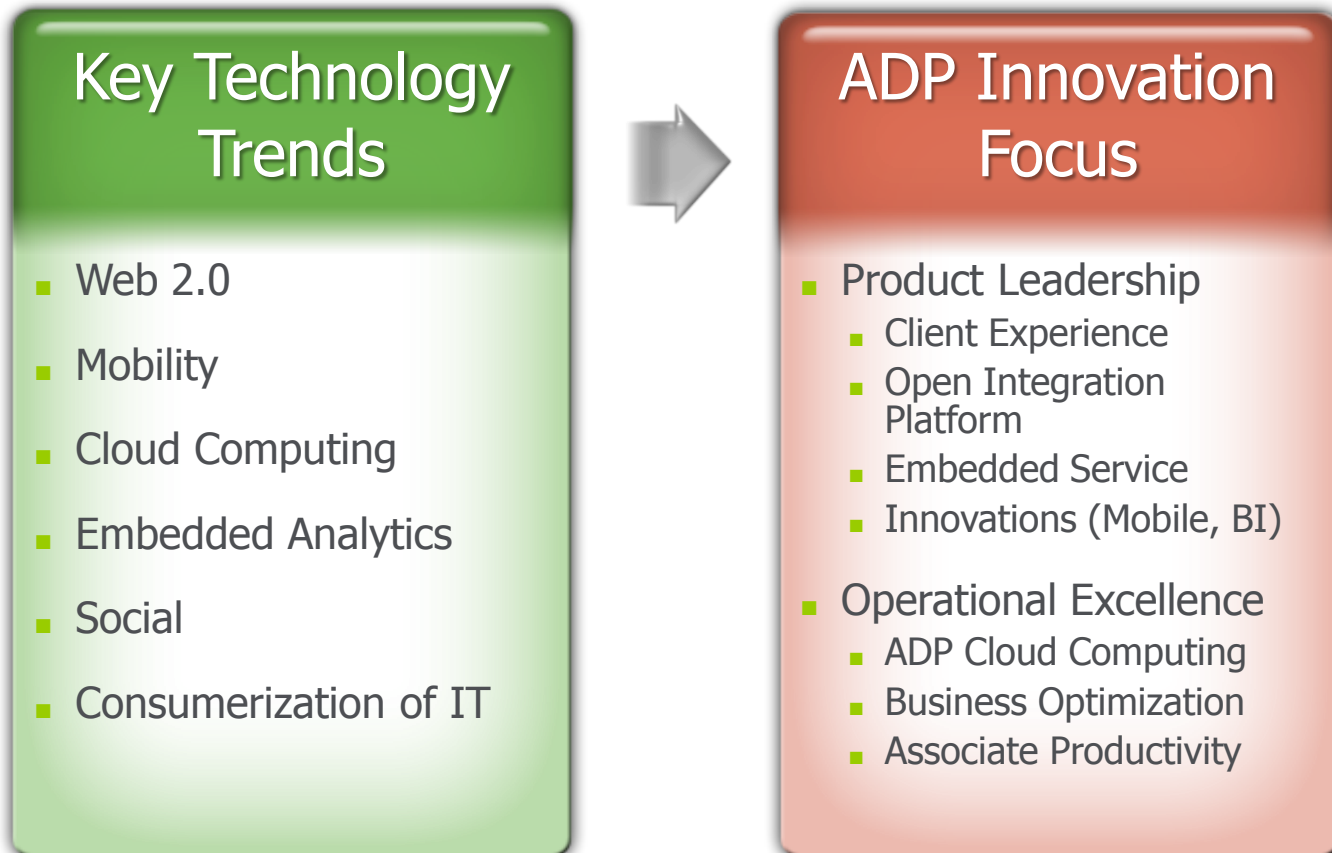 Key Technology
Trends
Web 2.0
Mobility
Cloud Computing
Embedded Analytics
Social
Consumerization of IT
ADP Innovation
Focus
Product Leadership
Client Experience
Open Integration
Platform
Embedded Service
Innovations (Mobile, BI)
Operational Excellence
ADP Cloud Computing
Business Optimization
Associate Productivity